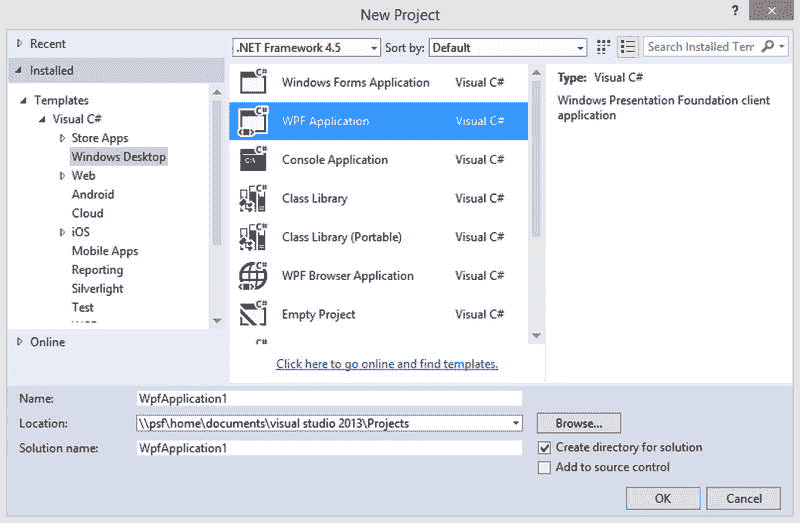 New Project
?
Recent
.NET Framework 4.5 Sort by: Default Search Installed Tem
Installed
Templates
Visual C#
Store Apps
Windows Desktop
Web
Android
Cloud
iOS
Mobile Apps
Reporting
Silverlight
Test
Online
C# Windows Forms Application Visual C#
C# WPF Application Visual C#
C# Console Application Visual C#
C# Class Library Visual C#
C# Class Library (Portable) Visual C#
C# WPF Browser Application Visual C#
C# Empty Project Visual C#
C#
Click here to go online and find templates.
Type: Visual C#
Windows Presentation Foundation client
application
Name: WpfApplication1
Location: \\psf\home\documents\visual studio 2013\Projects Browse...
Solution name: WpfApplication1
Create directory for solution
Add to source control
OK Cancel